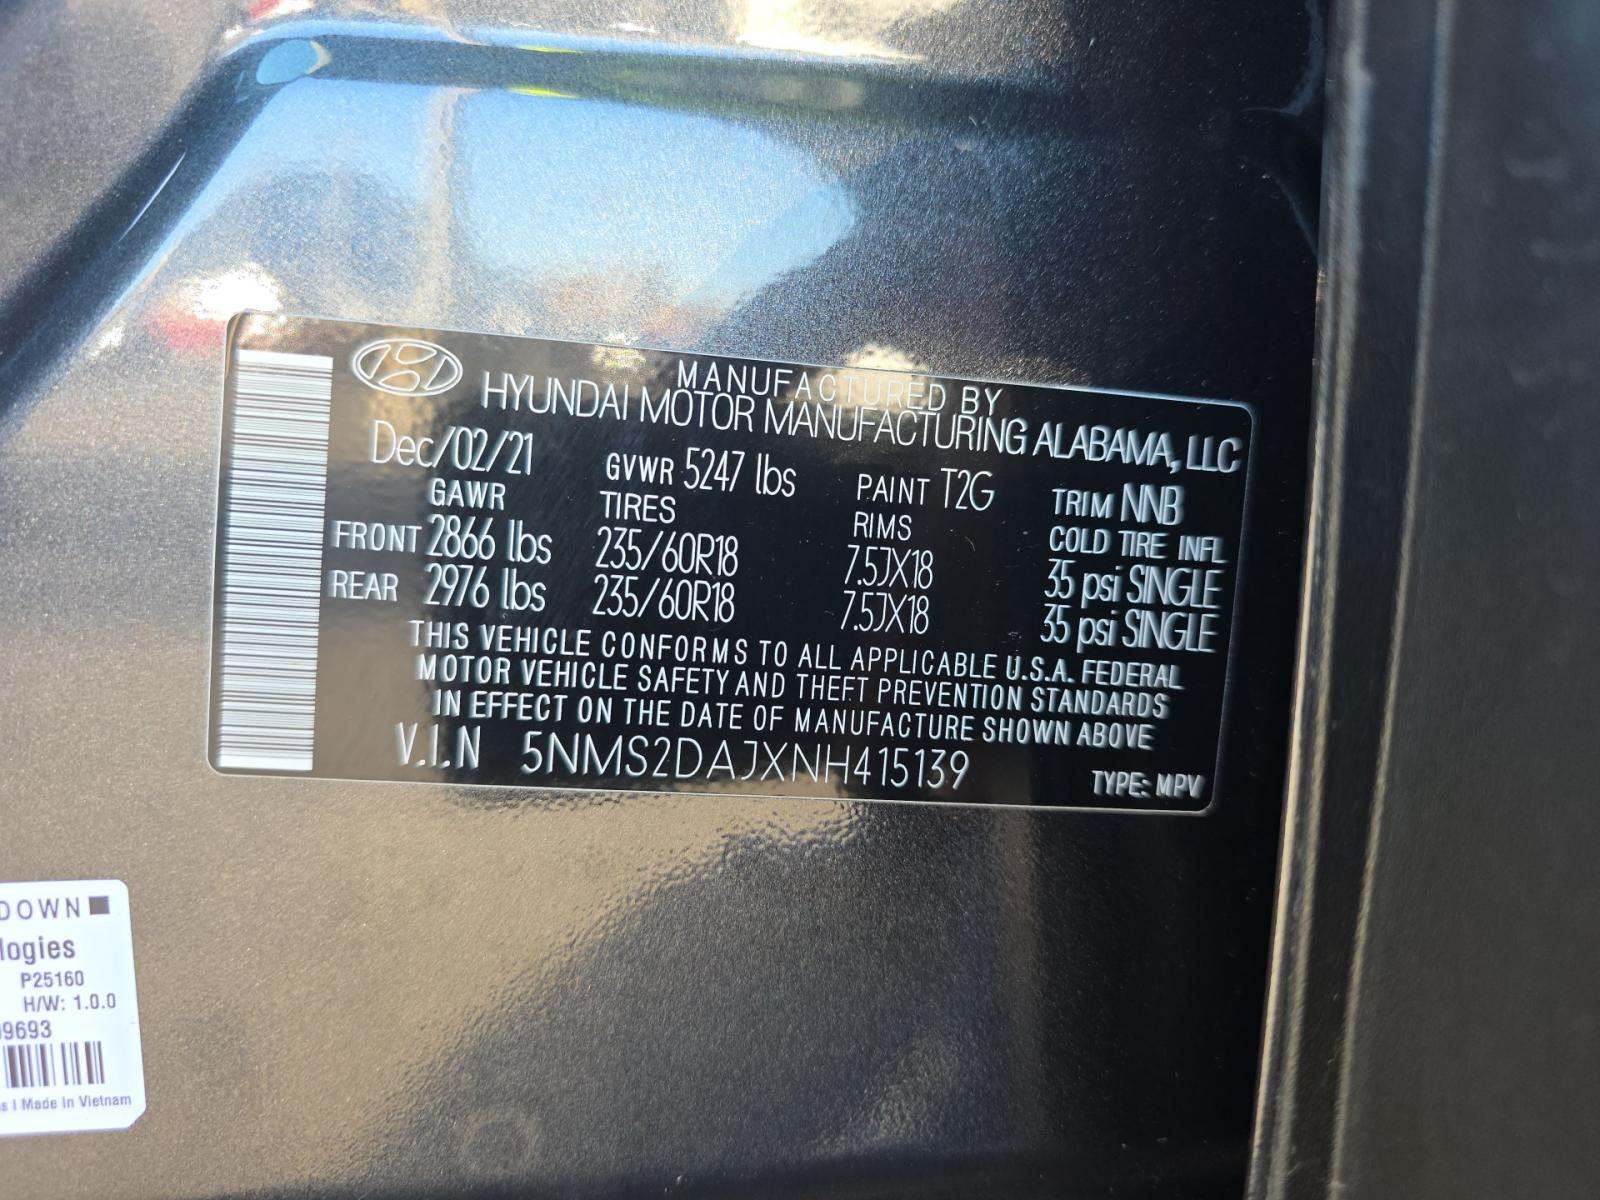 MANUFACTURED BY
HYUNDAI MOTOR MANUFACTURING ALABAMA, LLC
Dec/02/21 GVWR 5247 lbs PAINT T2G TRIM NNB
GAWR TIRES RIMS COLD TIRE INFL
FRONT 2866 lbs 235/60R18 7.5JX18 35 psi SINGLE
REAR 2976 lbs 235/60R18 7.5JX18 35 psi SINGLE
THIS VEHICLE CONFORMS TO ALL APPLICABLE U.S.A. FEDERAL
MOTOR VEHICLE SAFETY AND THEFT PREVENTION STANDARDS
IN EFFECT ON THE DATE OF MANUFACTURE SHOWN ABOVE
V.I.N 5NMS2DAJXNH415139 TYPE: MPV
DOWN
logies
P25160
H/W: 1.0.0
9693
s I Made In Vietnam